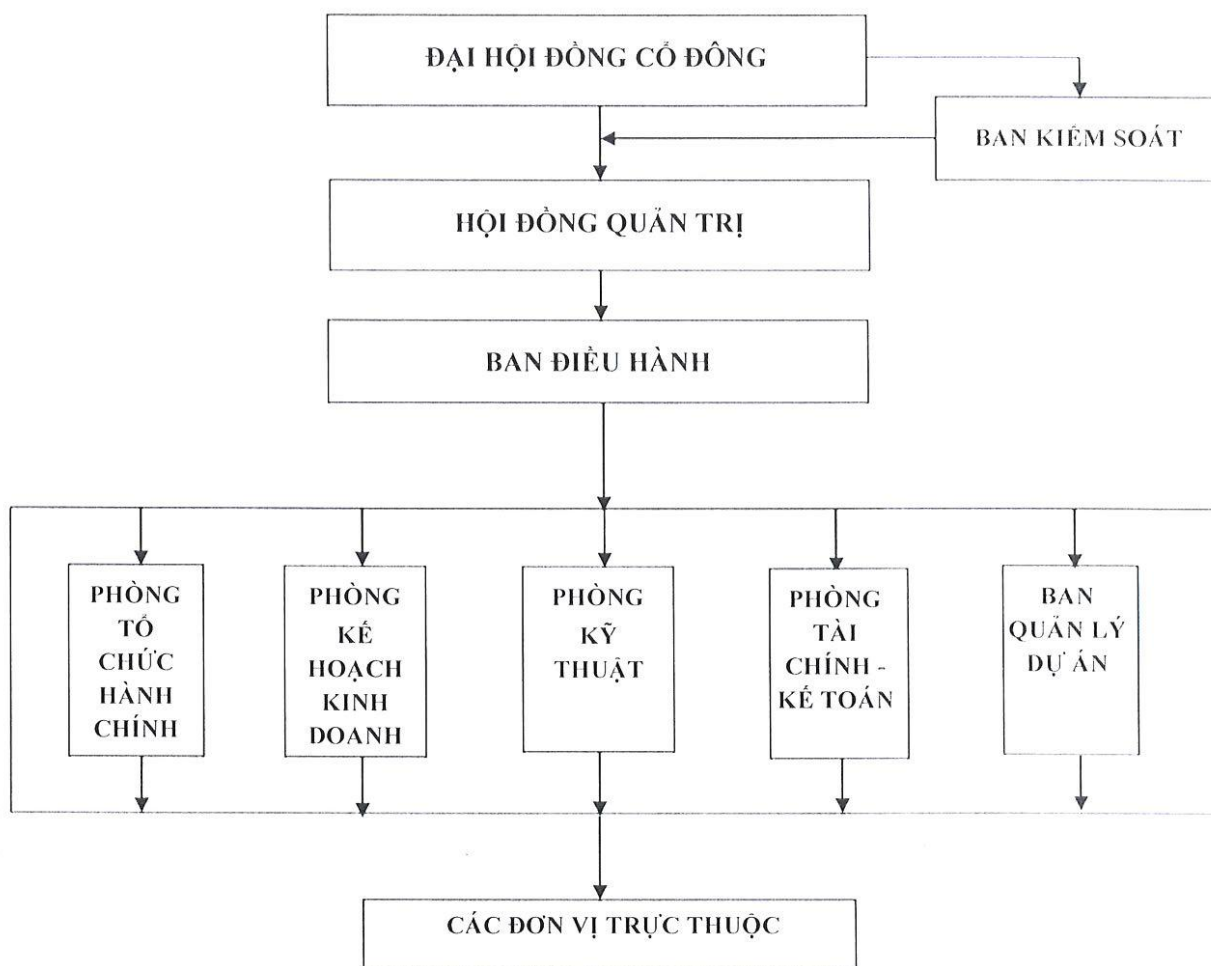 ĐẠI HỘI ĐỒNG CỔ ĐÔNG
BAN KIỂM SOÁT
HỘI ĐỒNG QUẢN TRỊ
BAN ĐIỀU HÀNH
PHÒNG
TỔ
CHỨC
HÀNH
CHÍNH
PHÒNG
KẾ
HOẠCH
KINH
DOANH
PHÒNG
KỸ
THUẬT
PHÒNG
TÀI
CHÍNH -
KẾ TOÁN
BAN
QUẢN LÝ
DỰ ÁN
CÁC ĐƠN VỊ TRỰC THUỘC